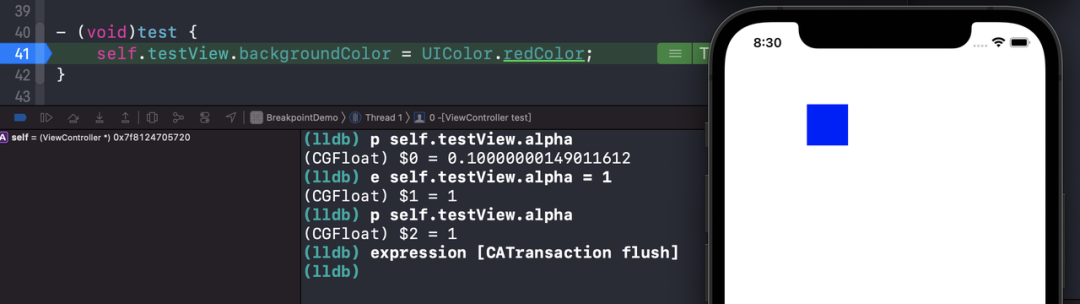 39
40 - (void)test {
41 self.testView.backgroundColor = UIColor.redColor; T
42 }
43
BreakpointDemo 〉 Thread 1 〉 0 -[ViewController test]
A self = (ViewController *) 0x7f8124705720
(lldb) p self.testView.alpha
(CGFloat) $0 = 0.10000000149011612
(lldb) e self.testView.alpha = 1
(CGFloat) $1 = 1
(lldb) p self.testView.alpha
(CGFloat) $2 = 1
(lldb) expression [CATransaction flush]
(lldb)
8:30